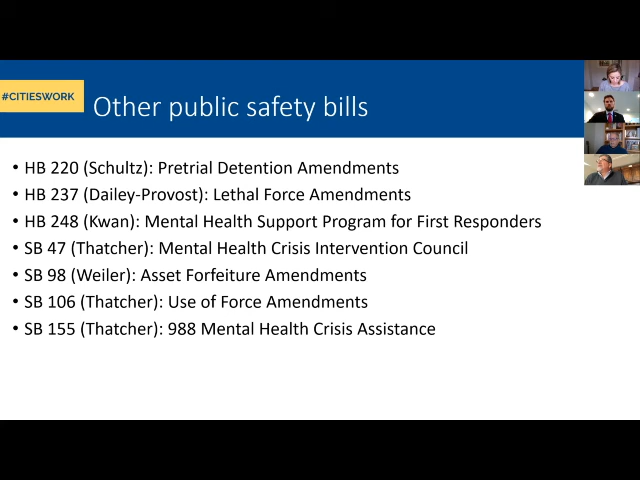 #CITIESWORK
Other public safety bills
• HB 220 (Schultz): Pretrial Detention Amendments
• HB 237 (Dailey-Provost): Lethal Force Amendments
• HB 248 (Kwan): Mental Health Support Program for First Responders
• SB 47 (Thatcher): Mental Health Crisis Intervention Council
• SB 98 (Weiler): Asset Forfeiture Amendments
• SB 106 (Thatcher): Use of Force Amendments
• SB 155 (Thatcher): 988 Mental Health Crisis Assistance